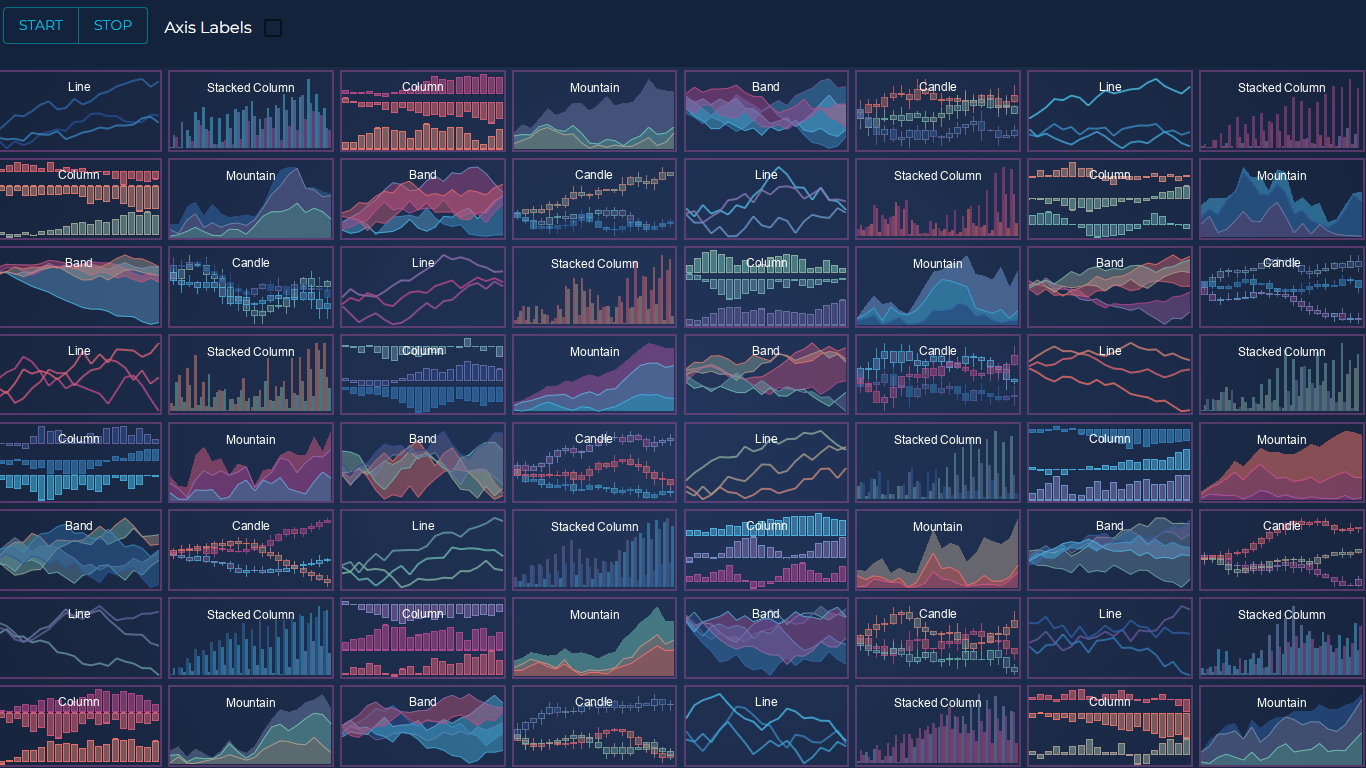 START STOP Axis Labels
Line Stacked Column Column Mountain Band Candle Line Stacked Column
Column Mountain Band Candle Line Stacked Column Column Mountain
Band Candle Line Stacked Column Column Mountain Band Candle
Line Stacked Column Column Mountain Band Candle Line Stacked Column
Column Mountain Band Candle Line Stacked Column Column Mountain
Band Candle Line Stacked Column Column Mountain Band Candle
Line Stacked Column Column Mountain Band Candle Line Stacked Column
Column Mountain Band Candle Line Stacked Column Column Mountain